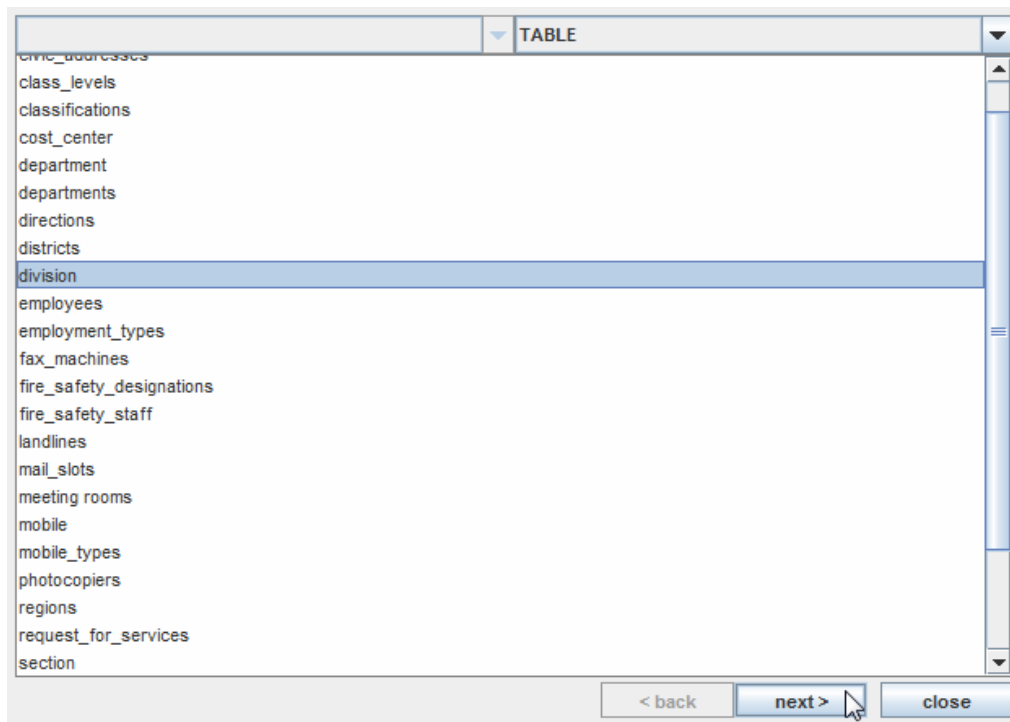 TABLE
civic_addresses
class_levels
classifications
cost_center
department
departments
directions
districts
division
employees
employment_types
fax_machines
fire_safety_designations
fire_safety_staff
landlines
mail_slots
meeting rooms
mobile
mobile_types
photocopiers
regions
request_for_services
section
< back next > close